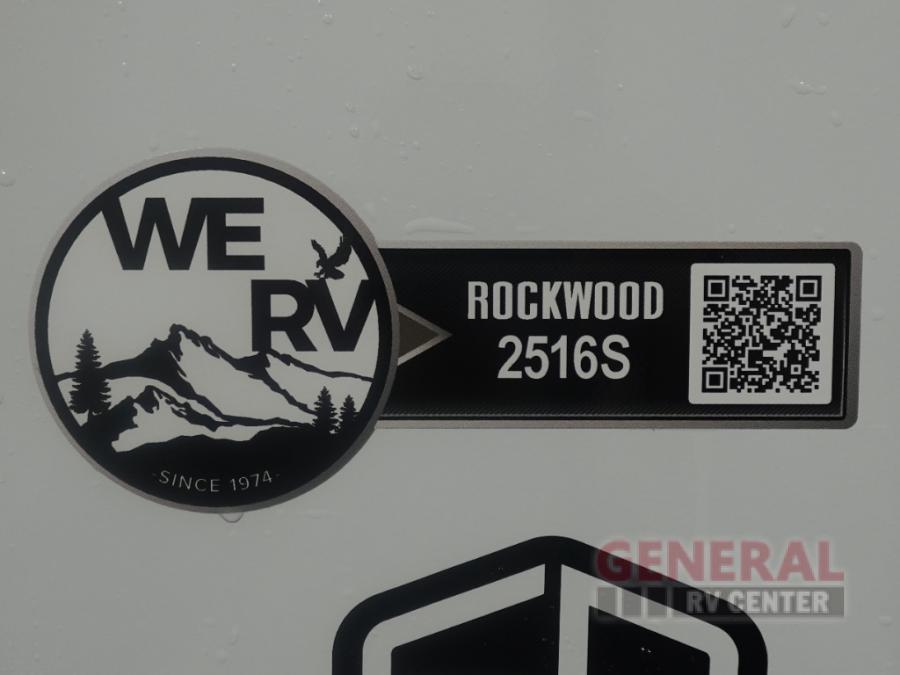 WE
RV
·SINCE 1974·
ROCKWOOD
2516S
GENERAL
RV CENTER